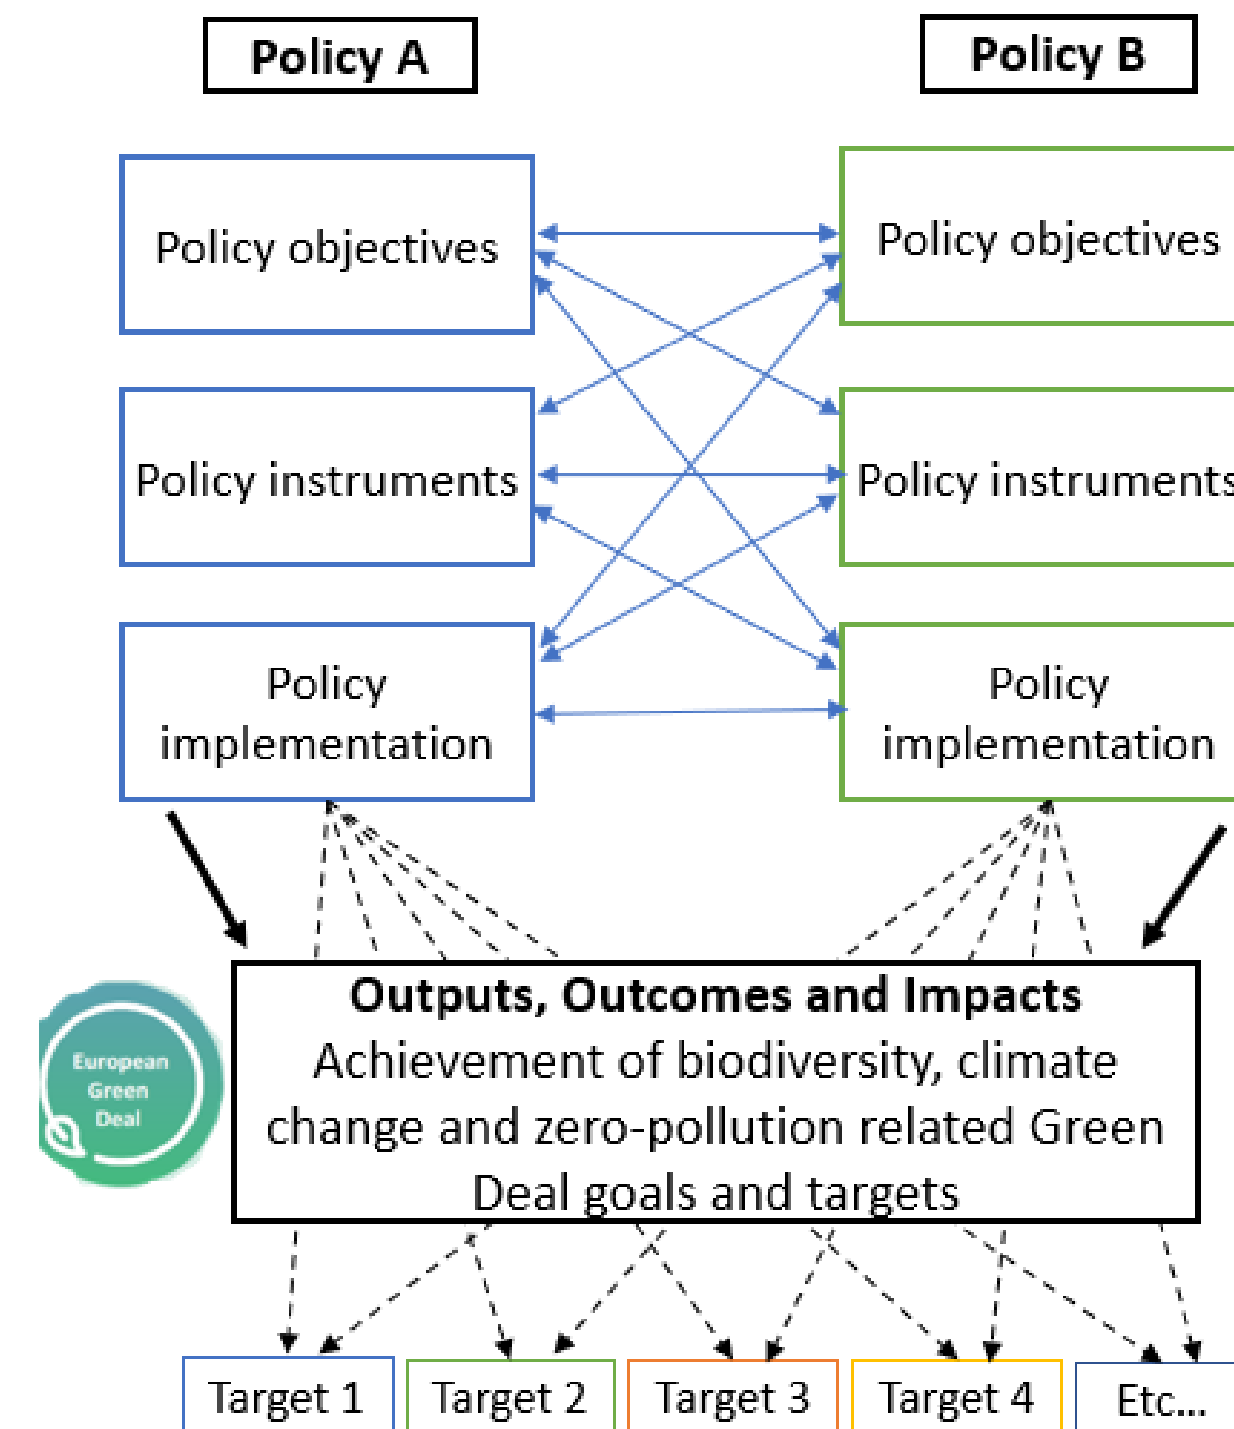 Policy A
Policy B
Policy objectives
Policy objectives
Policy instruments
Policy instruments
Policy
implementation
Policy
implementation
European
Green
Deal
Outputs, Outcomes and Impacts
Achievement of biodiversity, climate
change and zero-pollution related Green
Deal goals and targets
Target 1
Target 2
Target 3
Target 4
Etc...